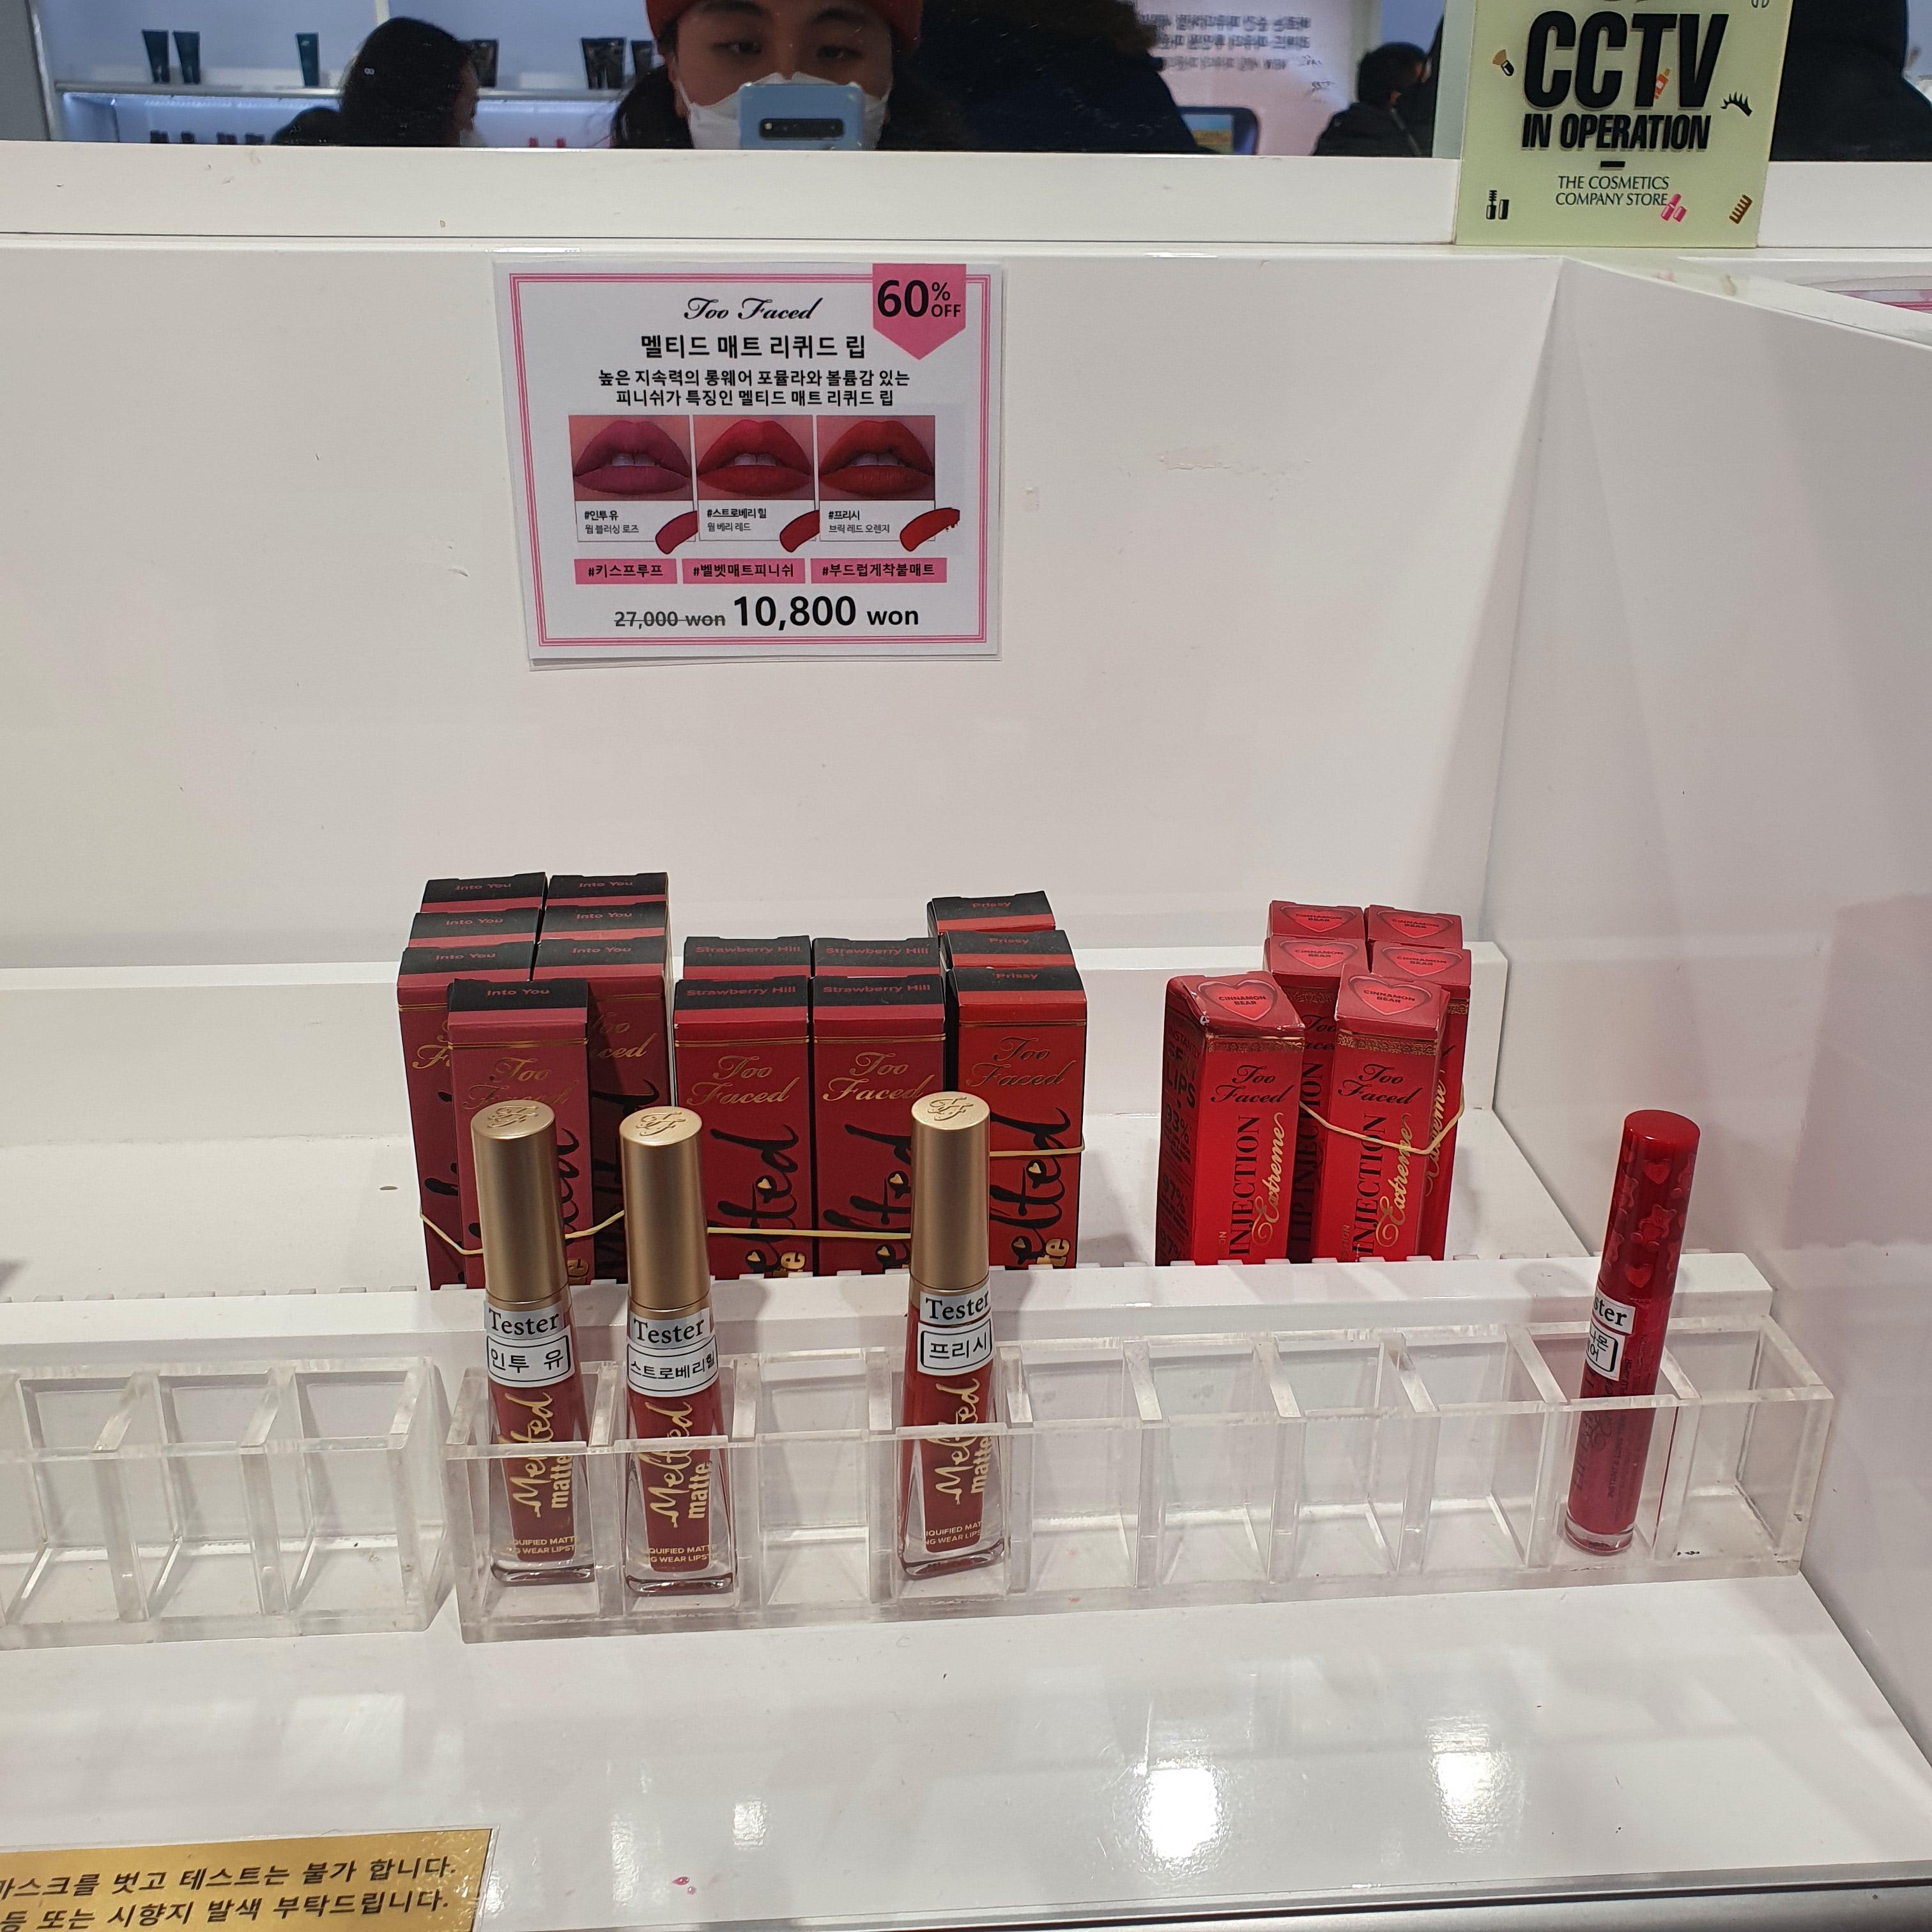 CCTV
IN OPERATION
THE COSMETICS
COMPANY STORE
Too Faced
60% OFF
멜티드 매트 리퀴드 립
높은 지속력의 롱웨어 포뮬라와 볼륨감 있는
피니쉬가 특징인 멜티드 매트 리퀴드 립
#인투 유
웜 블러싱 로즈
#스트로베리 힐
웜 베리 레드
#프리시
브릭 레드 오렌지
#키스프루프 #벨벳매트피니쉬 #부드럽게착붙매트
27,000 won 10,800 won
Into You
Into You
Into You
Into You
Into You
Into You
Into You
Strawberry Hill
Strawberry Hill
Strawberry Hill
Strawberry Hill
Prissy
Prissy
Prissy
CINNAMON
BEAR
CINNAMON
BEAR
CINNAMON
BEAR
CINNAMON
BEAR
CINNAMON
BEAR
CINNAMON
BEAR
Too
Faced
Too
Faced
Too
Faced
Too
Faced
Too
Faced
INJECTION
Extreme
LIP INJECTION
Too
Faced
INJECTION
Extreme
Tester
인투 유
Melted
matte
Tester
스트로베리힐
Melted
matte
Tester
프리시
Melted
matte
마스크를 벗고 테스트는 불가 합니다.
등 또는 시향지 발색 부탁드립니다.